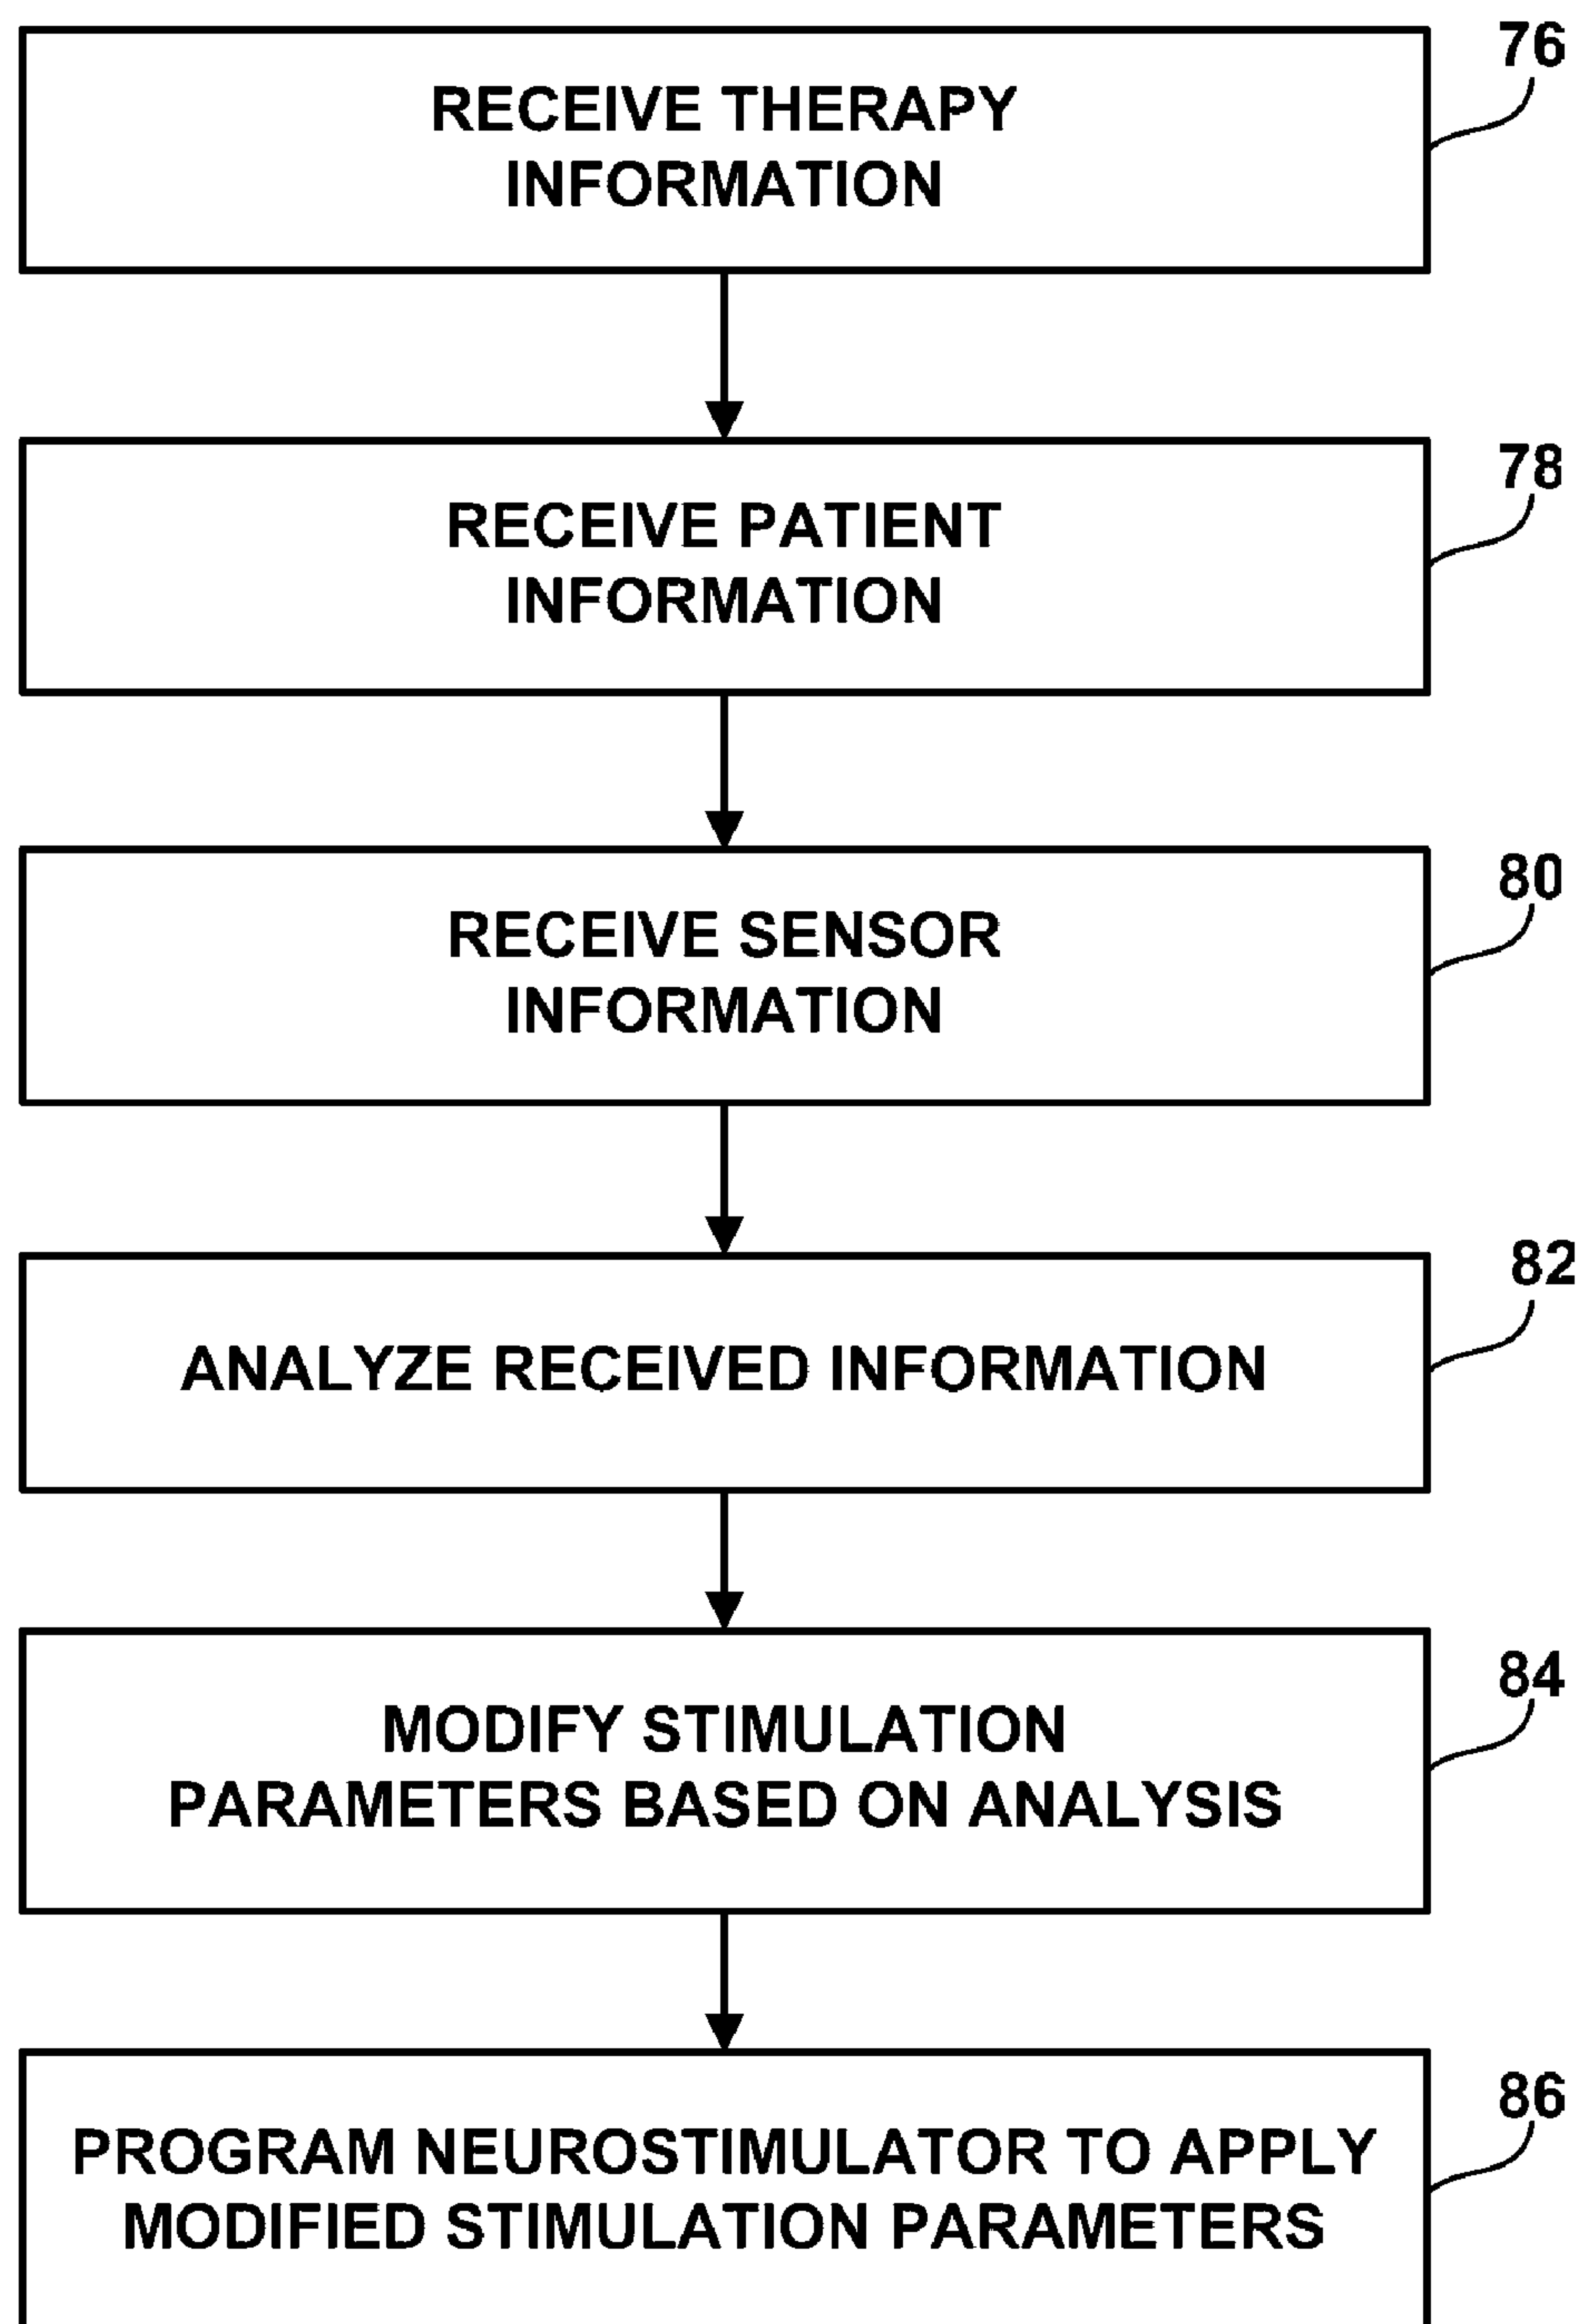 76
RECEIVE THERAPY
INFORMATION
78
RECEIVE PATIENT
INFORMATION
80
RECEIVE SENSOR
INFORMATION
82
ANALYZE RECEIVED INFORMATION
84
MODIFY STIMULATION
PARAMETERS BASED ON ANALYSIS
86
PROGRAM NEUROSTIMULATOR TO APPLY
MODIFIED STIMULATION PARAMETERS